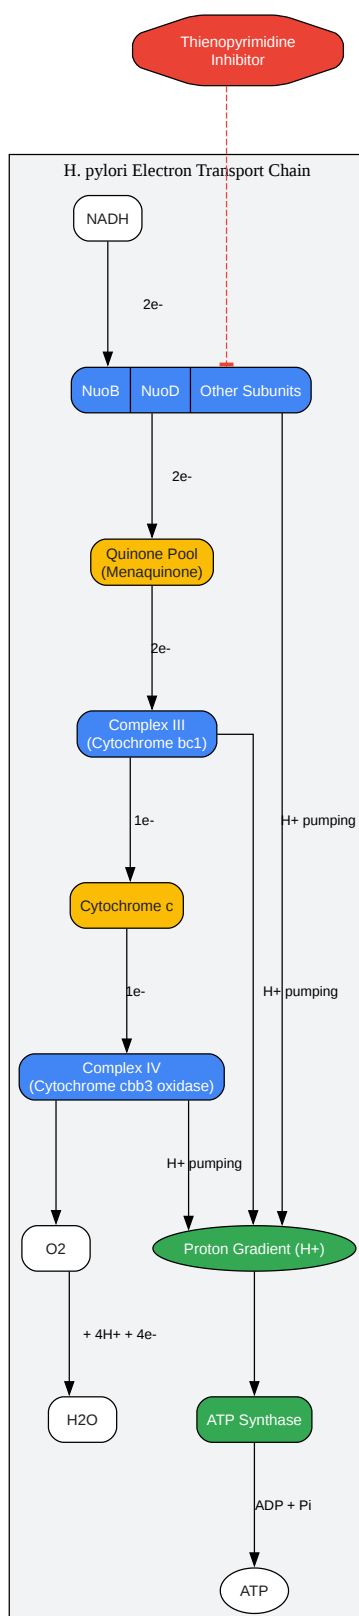 Thienopyrimidine
Inhibitor
H. pylori Electron Transport Chain
NADH
2e-
NuoB
NuoD
Other Subunits
2e-
Quinone Pool
(Menaquinone)
2e-
Complex III
(Cytochrome bc1)
1e-
H+ pumping
Cytochrome c
1e-
H+ pumping
Complex IV
(Cytochrome cbb3 oxidase)
H+ pumping
O2
Proton Gradient (H+)
+ 4H+ + 4e-
H2O
ATP Synthase
ADP + Pi
ATP